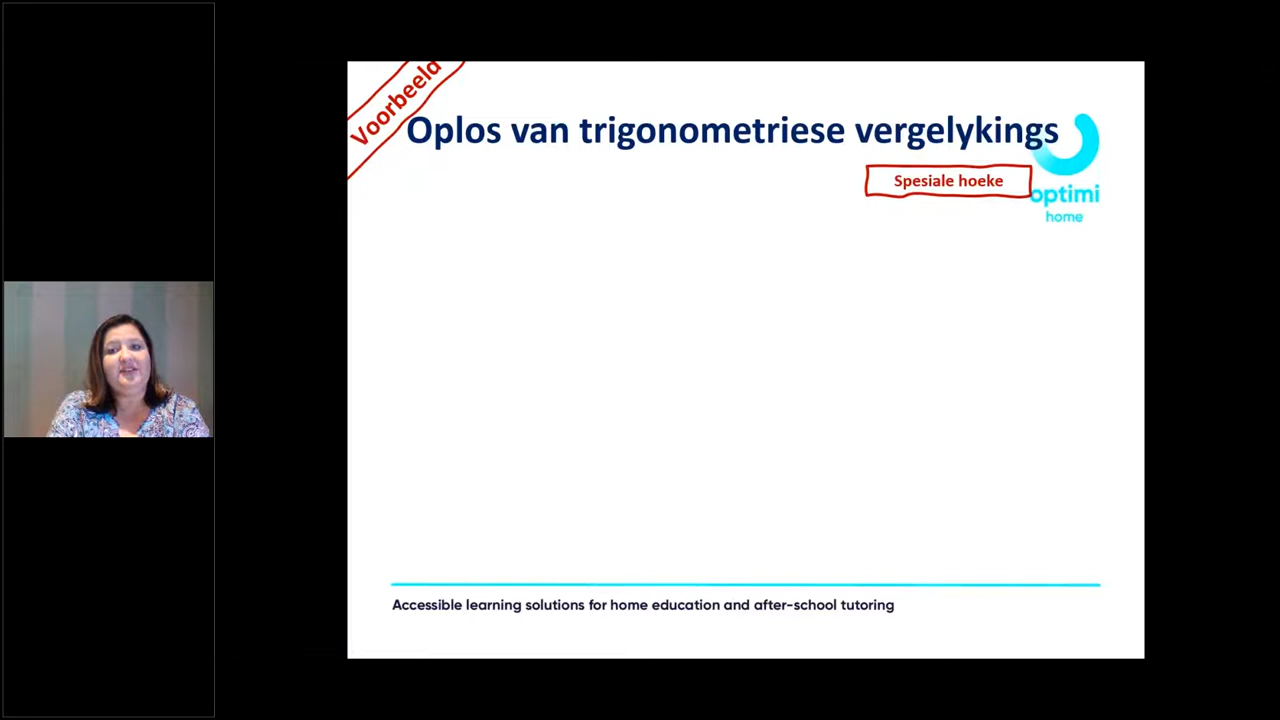 Voorbeeld
Oplos van trigonometriese vergelykings
Spesiale hoeke
optimi
home
Accessible learning solutions for home education and after-school tutoring